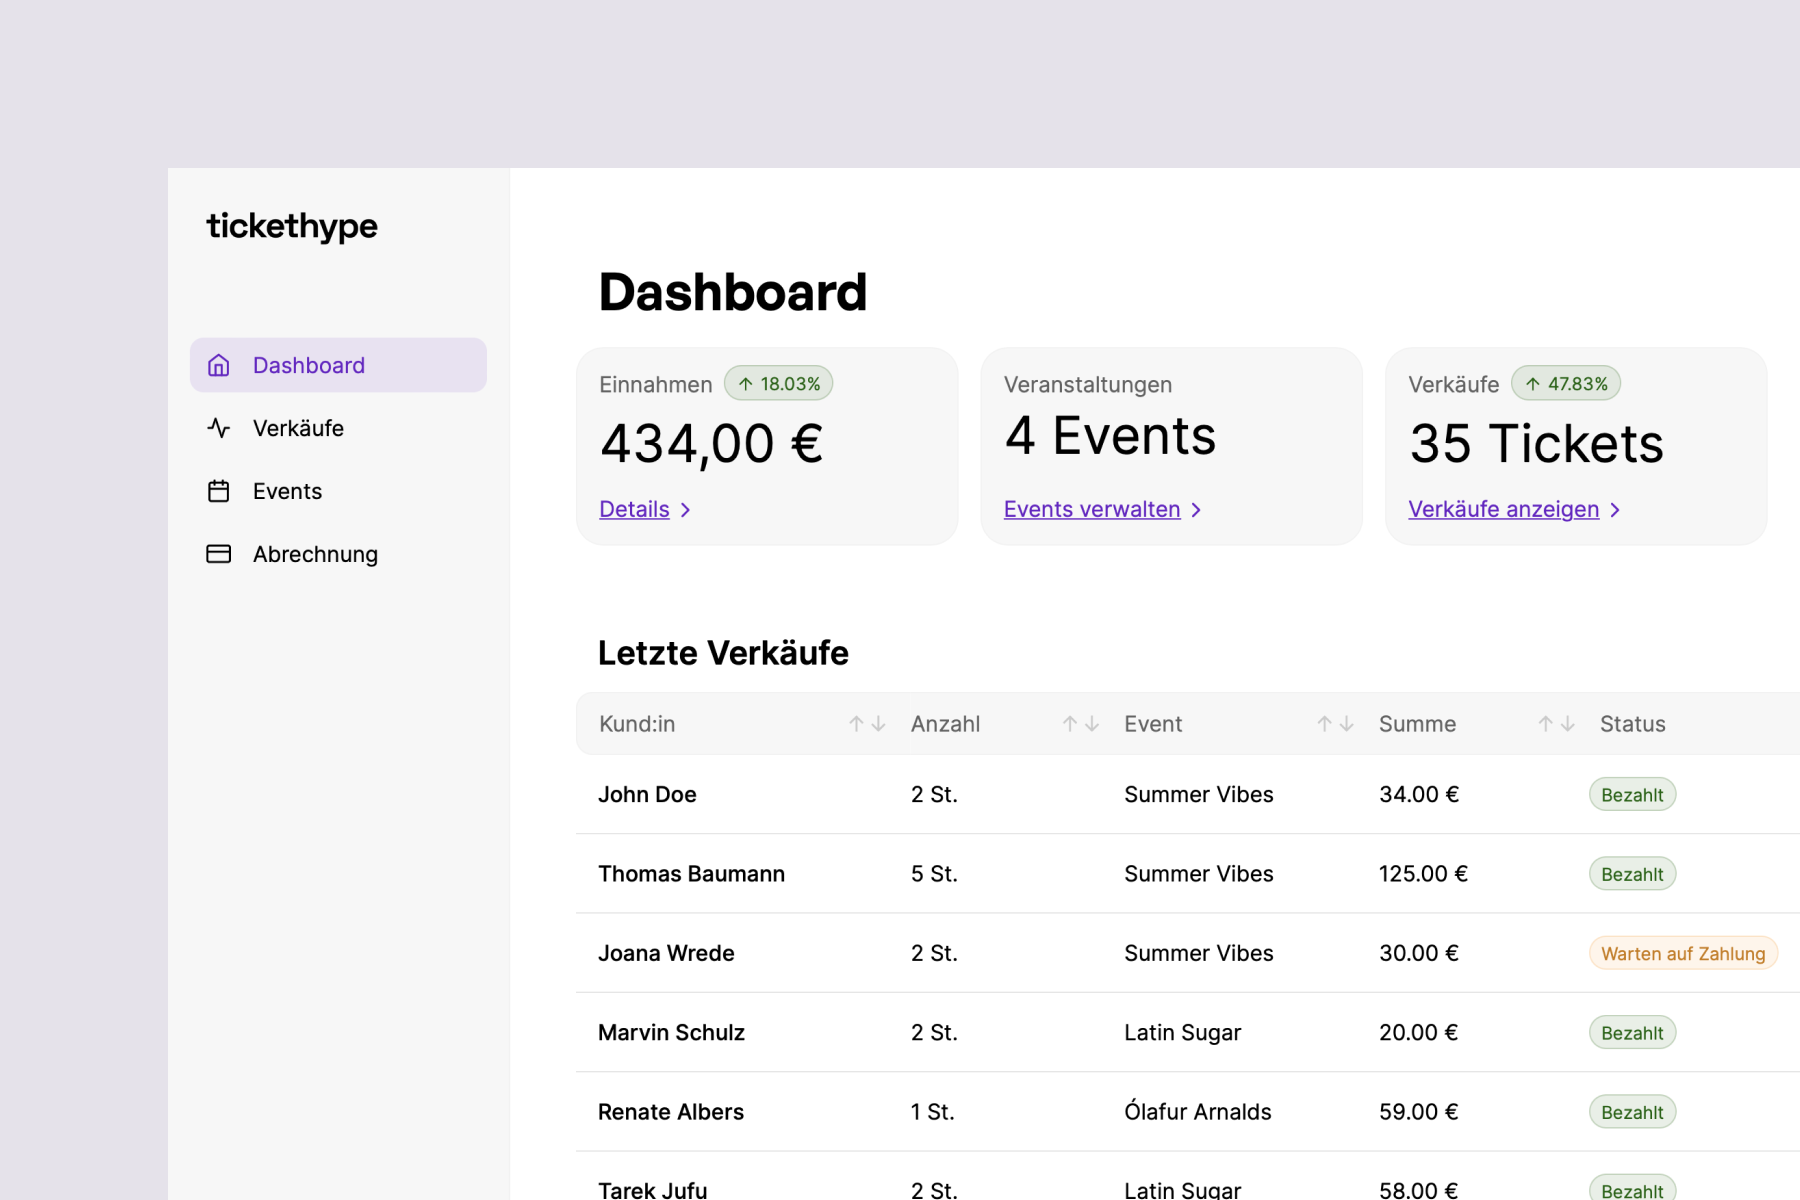 tickethype
Dashboard
Verkäufe
Events
Abrechnung
Dashboard
Einnahmen ↑ 18.03%
434,00 €
Details >
Veranstaltungen
4 Events
Events verwalten >
Verkäufe ↑ 47.83%
35 Tickets
Verkäufe anzeigen >
Letzte Verkäufe
Kund:in ↑↓ Anzahl ↑↓ Event ↑↓ Summe ↑↓ Status
John Doe 2 St. Summer Vibes 34.00 € Bezahlt
Thomas Baumann 5 St. Summer Vibes 125.00 € Bezahlt
Joana Wrede 2 St. Summer Vibes 30.00 € Warten auf Zahlung
Marvin Schulz 2 St. Latin Sugar 20.00 € Bezahlt
Renate Albers 1 St. Ólafur Arnalds 59.00 € Bezahlt
Tarek Jufu 2 St. Latin Sugar 58.00 € Bezahlt